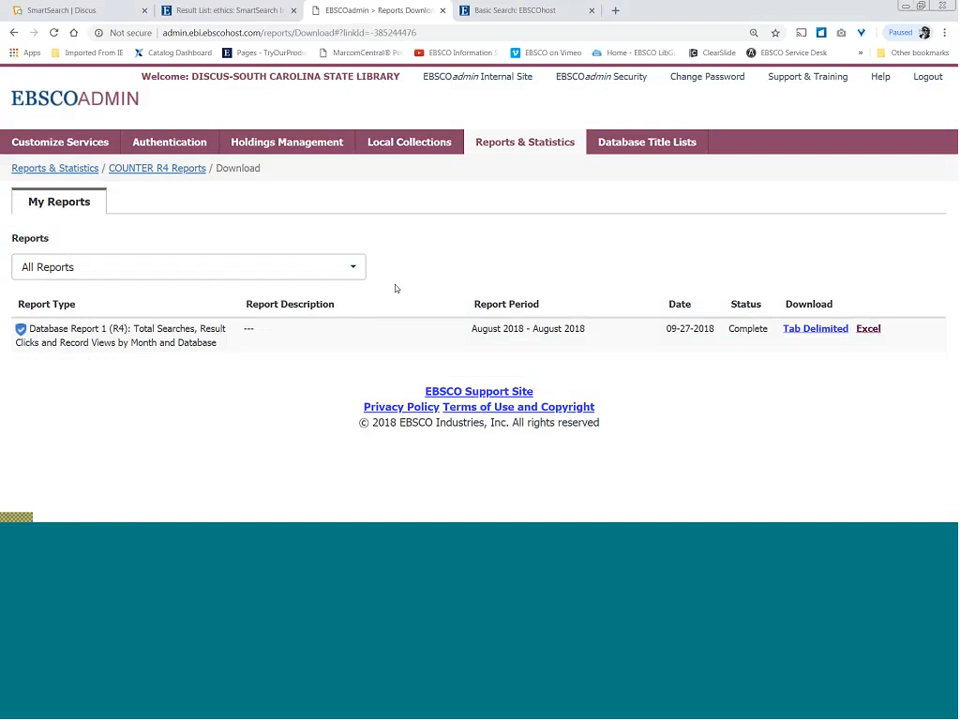 SmartSearch | Discus
Result List: ethics: SmartSearch
EBSCOadmin > Reports Downlo
Basic Search: EBSCOhost
Not secure | admin.ebi.ebscohost.com/reports/Download#?linkId=-385244476
Paused
Apps Imported From IE Catalog Dashboard Pages - TryOurProd MarcomCentral® Po EBSCO Information S EBSCO on Vimeo Home - EBSCO LibG ClearSlide EBSCO Service Desk » Other bookmarks
Welcome: DISCUS-SOUTH CAROLINA STATE LIBRARY EBSCOadmin Internal Site EBSCOadmin Security Change Password Support & Training Help Logout
EBSCOADMIN
Customize Services Authentication Holdings Management Local Collections Reports & Statistics Database Title Lists
Reports & Statistics / COUNTER R4 Reports / Download
My Reports
Reports
All Reports
Report Type Report Description Report Period Date Status Download
Database Report 1 (R4): Total Searches, Result --- August 2018 - August 2018 09-27-2018 Complete Tab Delimited Excel
Clicks and Record Views by Month and Database
EBSCO Support Site
Privacy Policy Terms of Use and Copyright
© 2018 EBSCO Industries, Inc. All rights reserved